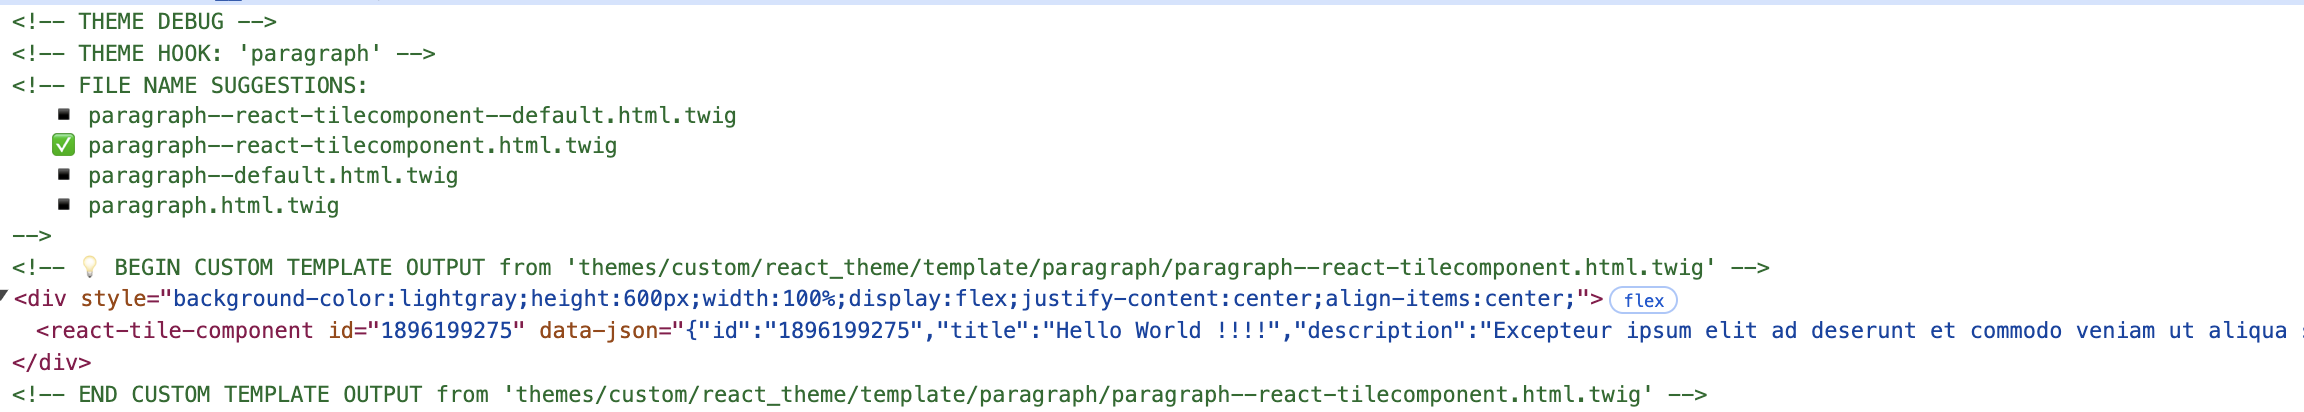 <!-- THEME DEBUG -->
<!-- THEME HOOK: 'paragraph' -->
<!-- FILE NAME SUGGESTIONS:
▪️ paragraph--react-tilecomponent--default.html.twig
✅ paragraph--react-tilecomponent.html.twig
▪️ paragraph--default.html.twig
▪️ paragraph.html.twig
-->
<!-- 💡 BEGIN CUSTOM TEMPLATE OUTPUT from 'themes/custom/react_theme/template/paragraph/paragraph--react-tilecomponent.html.twig' -->
<div style="background-color:lightgray;height:600px;width:100%;display:flex;justify-content:center;align-items:center;"> flex
<react-tile-component id="1896199275" data-json="{"id":"1896199275","title":"Hello World !!!!","description":"Excepteur ipsum elit ad deserunt et commodo veniam ut aliqua
</div>
<!-- END CUSTOM TEMPLATE OUTPUT from 'themes/custom/react_theme/template/paragraph/paragraph--react-tilecomponent.html.twig' -->